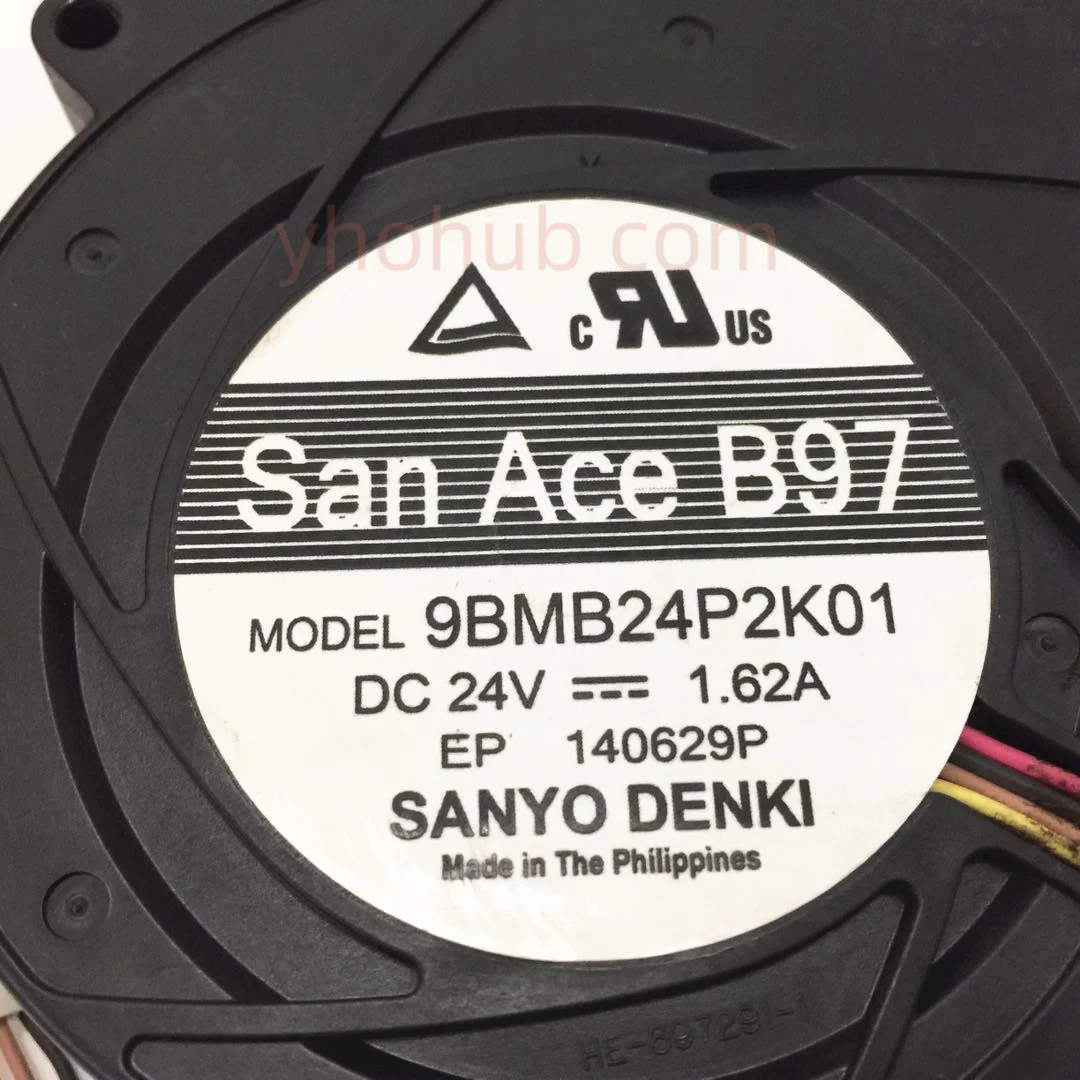 yhohub com
c RU US
San Ace B97
MODEL 9BMB24P2K01
DC 24V 1.62A
EP 140629P
SANYO DENKI
Made in The Philippines